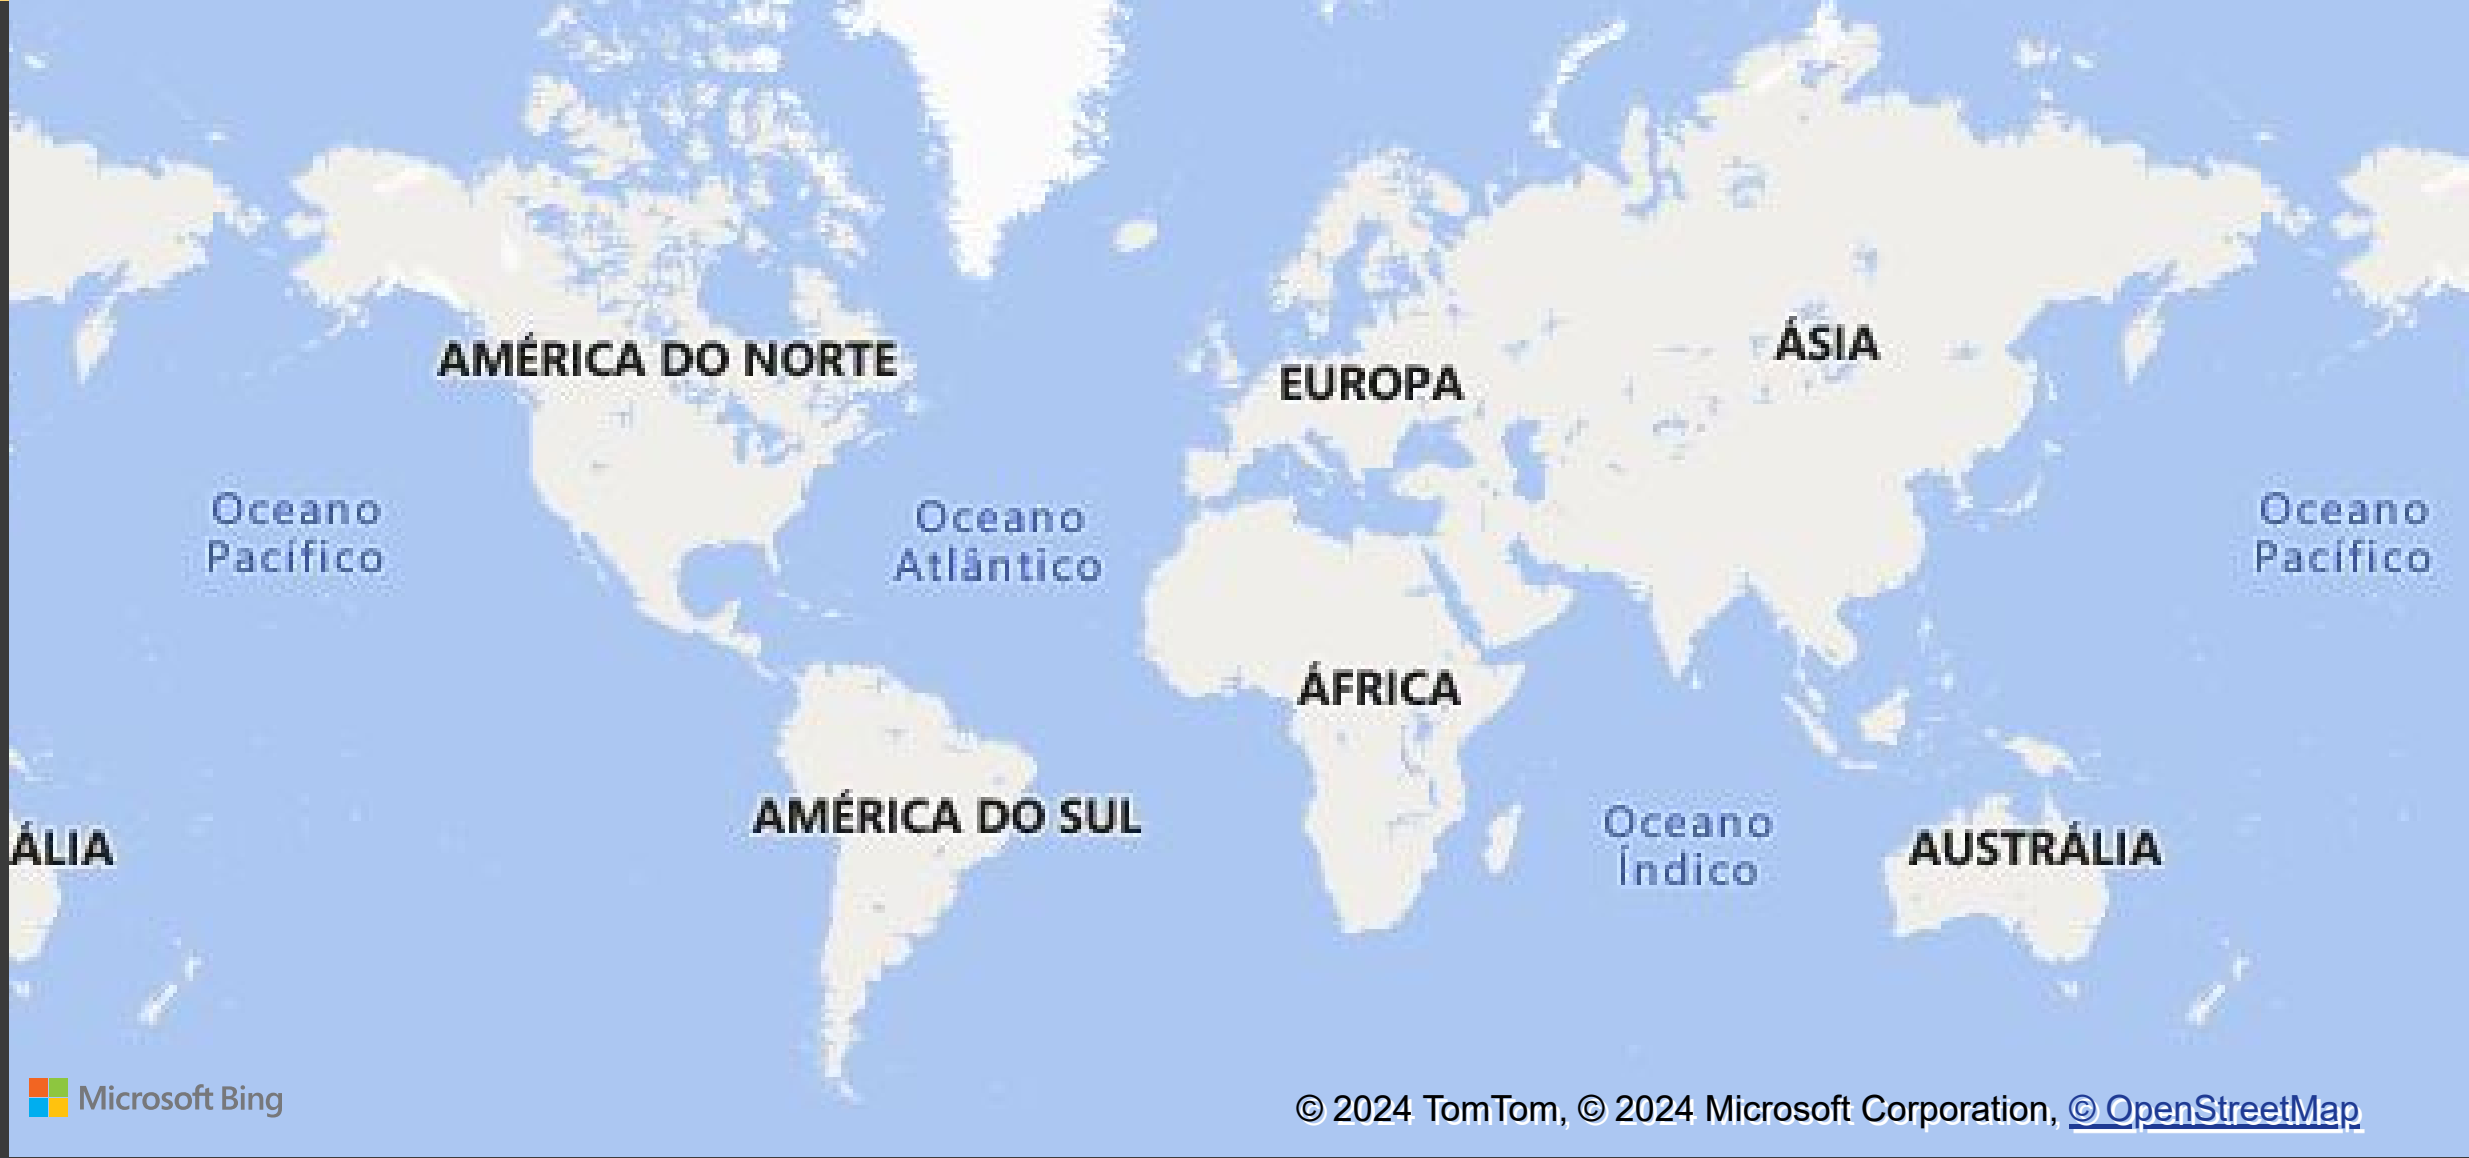 AMÉRICA DO NORTE
EUROPA
ÁSIA
Oceano
Pacífico
Oceano
Atlântico
Oceano
Pacífico
ÁFRICA
AMÉRICA DO SUL
Oceano
Índico
ÁLIA
AUSTRÁLIA
Microsoft Bing
© 2024 TomTom, © 2024 Microsoft Corporation, © OpenStreetMap